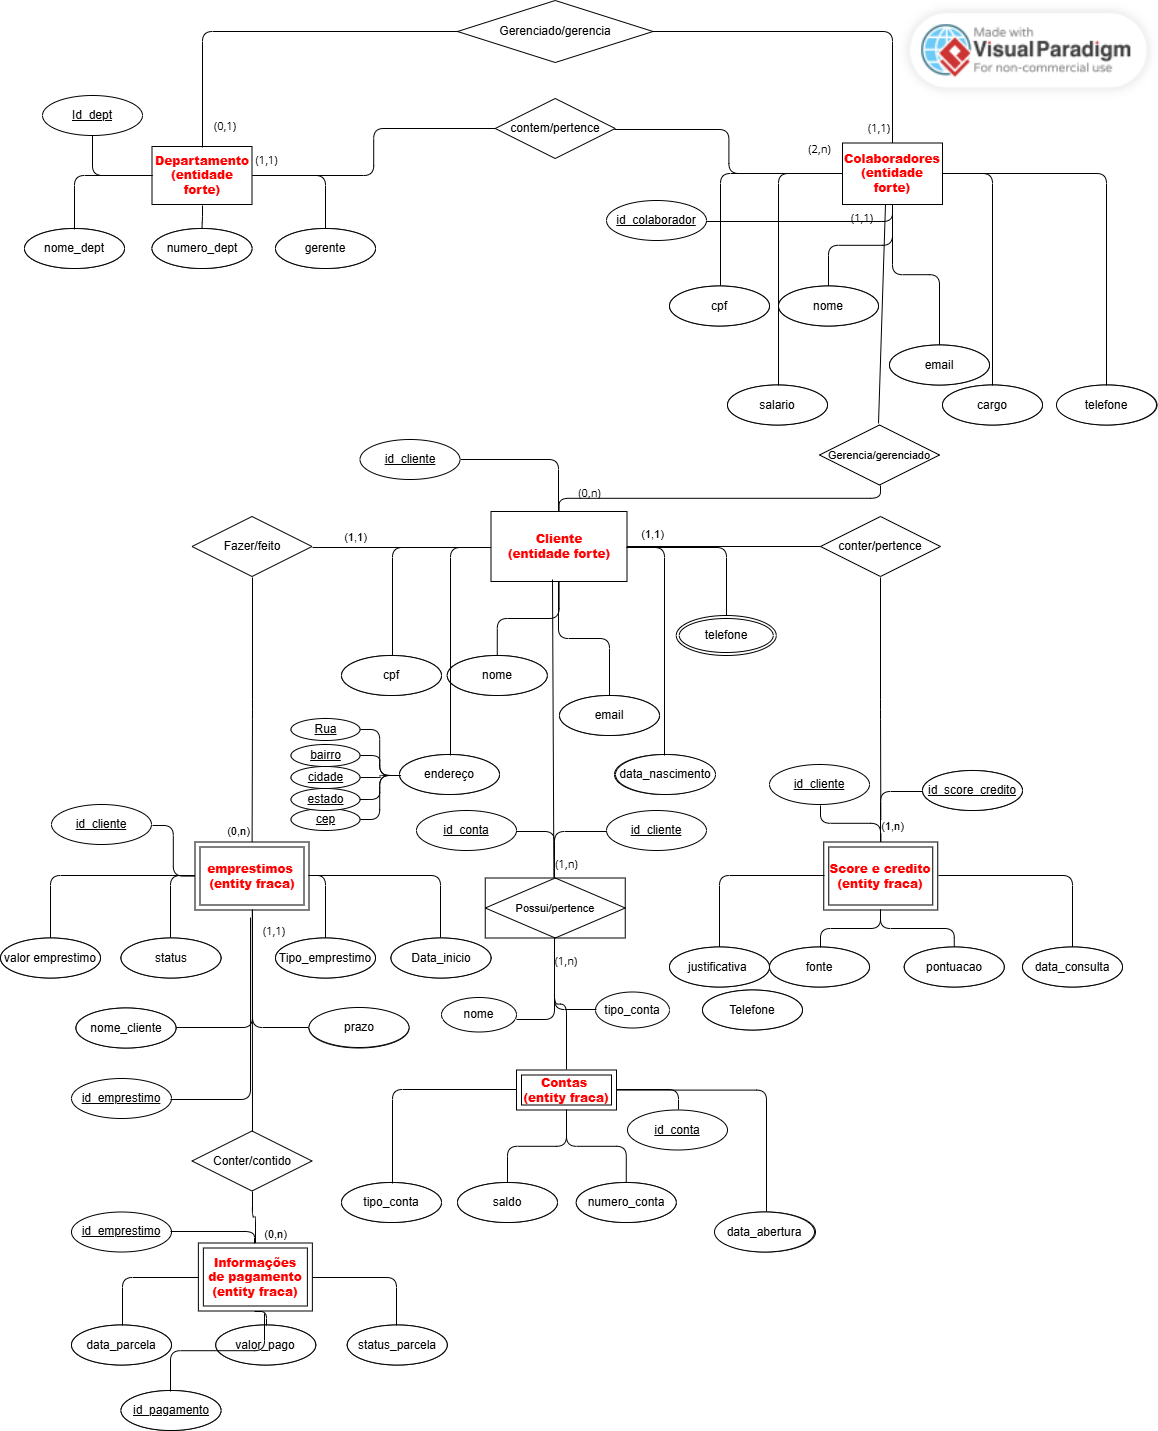 Gerenciado/gerencia
Made with
VisualParadigm
For non-commercial use
Id_dept
(0,1)
contem/pertence
(1,1)
(2,n)
Departamento
(entidade
forte)
(1,1)
Colaboradores
(entidade
forte)
id_colaborador
(1,1)
nome_dept
numero_dept
gerente
cpf
nome
email
salario
cargo
telefone
id_cliente
Gerencia/gerenciado
(0,n)
Fazer/feito
(1,1)
Cliente
(entidade forte)
(1,1)
conter/pertence
telefone
cpf
nome
email
Rua
bairro
cidade
estado
cep
endereço
data_nascimento
id_cliente
id_score_credito
id_cliente
(0,n)
id_conta
id_cliente
(1,n)
emprestimos
(entity fraca)
(1,n)
Score e credito
(entity fraca)
Possui/pertence
(1,1)
valor emprestimo
status
Tipo_emprestimo
Data_inicio
(1,n)
justificativa
fonte
pontuacao
data_consulta
nome_cliente
prazo
nome
tipo_conta
Telefone
id_emprestimo
Contas
(entity fraca)
id_conta
Conter/contido
tipo_conta
saldo
numero_conta
data_abertura
id_emprestimo
(0,n)
Informações
de pagamento
(entity fraca)
data_parcela
valor_pago
status_parcela
id_pagamento